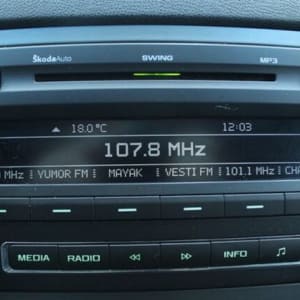 ŠkodaAuto SWING MP3
18.0°C 12:03
107.8 MHz
MHz YUMOR FM MAYAK VESTI FM 101.1 MHz
MEDIA RADIO INFO